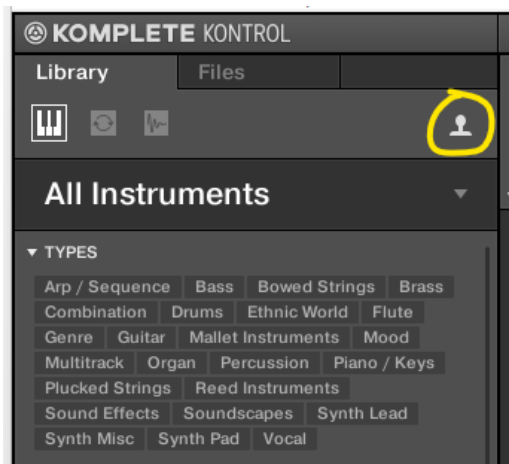 KOMPLETE KONTROL
Library Files
All Instruments
TYPES
Arp / Sequence Bass Bowed Strings Brass
Combination Drums Ethnic World Flute
Genre Guitar Mallet Instruments Mood
Multitrack Organ Percussion Piano / Keys
Plucked Strings Reed Instruments
Sound Effects Soundscapes Synth Lead
Synth Misc Synth Pad Vocal